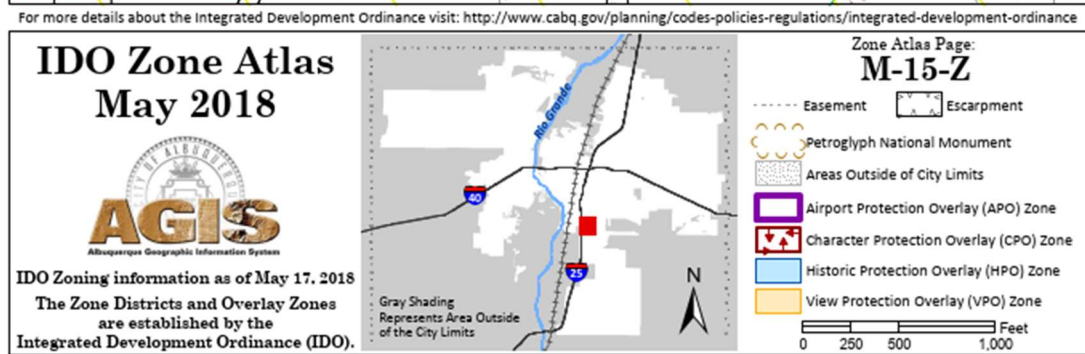 For more details about the Integrated Development Ordinance visit: http://www.cabq.gov/planning/codes-policies-regulations/integrated-development-ordinance
IDO Zone Atlas
May 2018
CITY OF ALBUQUERQUE
AGIS
Albuquerque Geographic Information System
IDO Zoning information as of May 17, 2018
The Zone Districts and Overlay Zones
are established by the
Integrated Development Ordinance (IDO).
Rio Grande
40
25
N
Gray Shading
Represents Area Outside
of the City Limits
Zone Atlas Page:
M-15-Z
Easement
Escarpment
Petroglyph National Monument
Areas Outside of City Limits
Airport Protection Overlay (APO) Zone
Character Protection Overlay (CPO) Zone
Historic Protection Overlay (HPO) Zone
View Protection Overlay (VPO) Zone
Feet
0 250 500 1,000